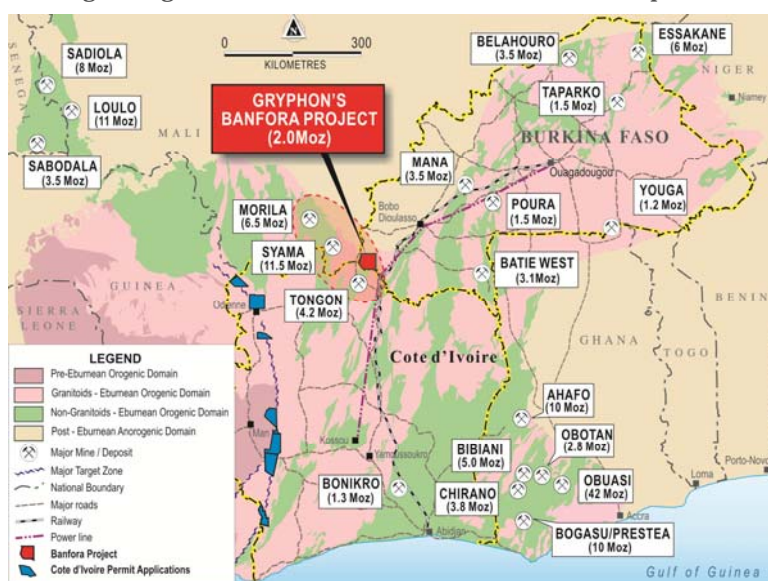 0
300
KILOMETRES
SENEGAL
SADIOLA
(8 Moz)
LOULO
(11 Moz)
SABODALA
(3.5 Moz)
MALI
GRYPHON'S
BANFORA PROJECT
(2.0Moz)
BELAHOURO
(3.5 Moz)
ESSAKANE
(6 Moz)
NIGER
Niamey
TAPARKO
(1.5 Moz)
BURKINA FASO
Ouagadougou
MANA
(3.5 Moz)
Bobo
Dioulasso
POURA
(1.5 Moz)
YOUGA
(1.2 Moz)
MORILA
(6.5 Moz)
SYAMA
(11.5 Moz)
TONGON
(4.2 Moz)
BATIE WEST
(3.1Moz)
GUINEA
SIERRA
LEONE
Odienne
BENIN
GHANA
TOGO
Cote d'Ivoire
Man
Kossou
Yamoussoukro
BONIKRO
(1.3 Moz)
Abidjan
AHAFO
(10 Moz)
BIBIANI
(5.0 Moz)
OBOTAN
(2.8 Moz)
CHIRANO
(3.8 Moz)
OBUASI
(42 Moz)
BOGASU/PRESTEA
(10 Moz)
Accra
Loma
Porto-Novo
Gulf of Guinea
LEGEND
Pre-Eburnean Orogenic Domain
Granitoids - Eburnean Orogenic Domain
Non-Granitoids - Eburnean Orogenic Domain
Post - Eburnean Anorogenic Domain
Major Mine / Deposit
Major Target Zone
National Boundary
Major roads
Railway
Power line
Banfora Project
Cote d'Ivoire Permit Applications